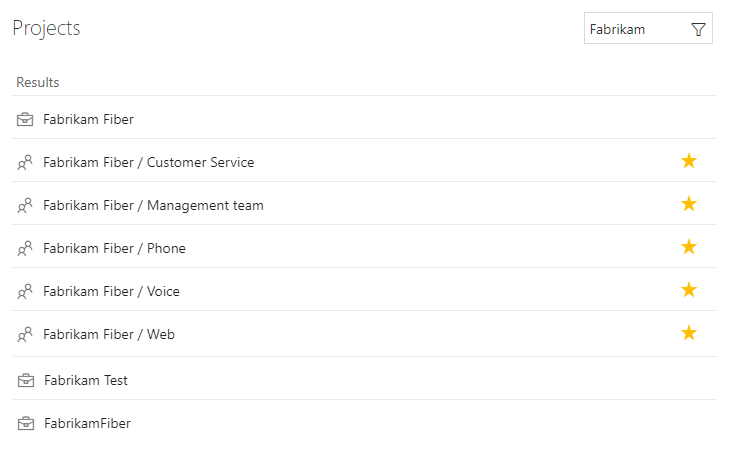 Projects
Fabrikam
Results
Fabrikam Fiber
Fabrikam Fiber / Customer Service
Fabrikam Fiber / Management team
Fabrikam Fiber / Phone
Fabrikam Fiber / Voice
Fabrikam Fiber / Web
Fabrikam Test
FabrikamFiber